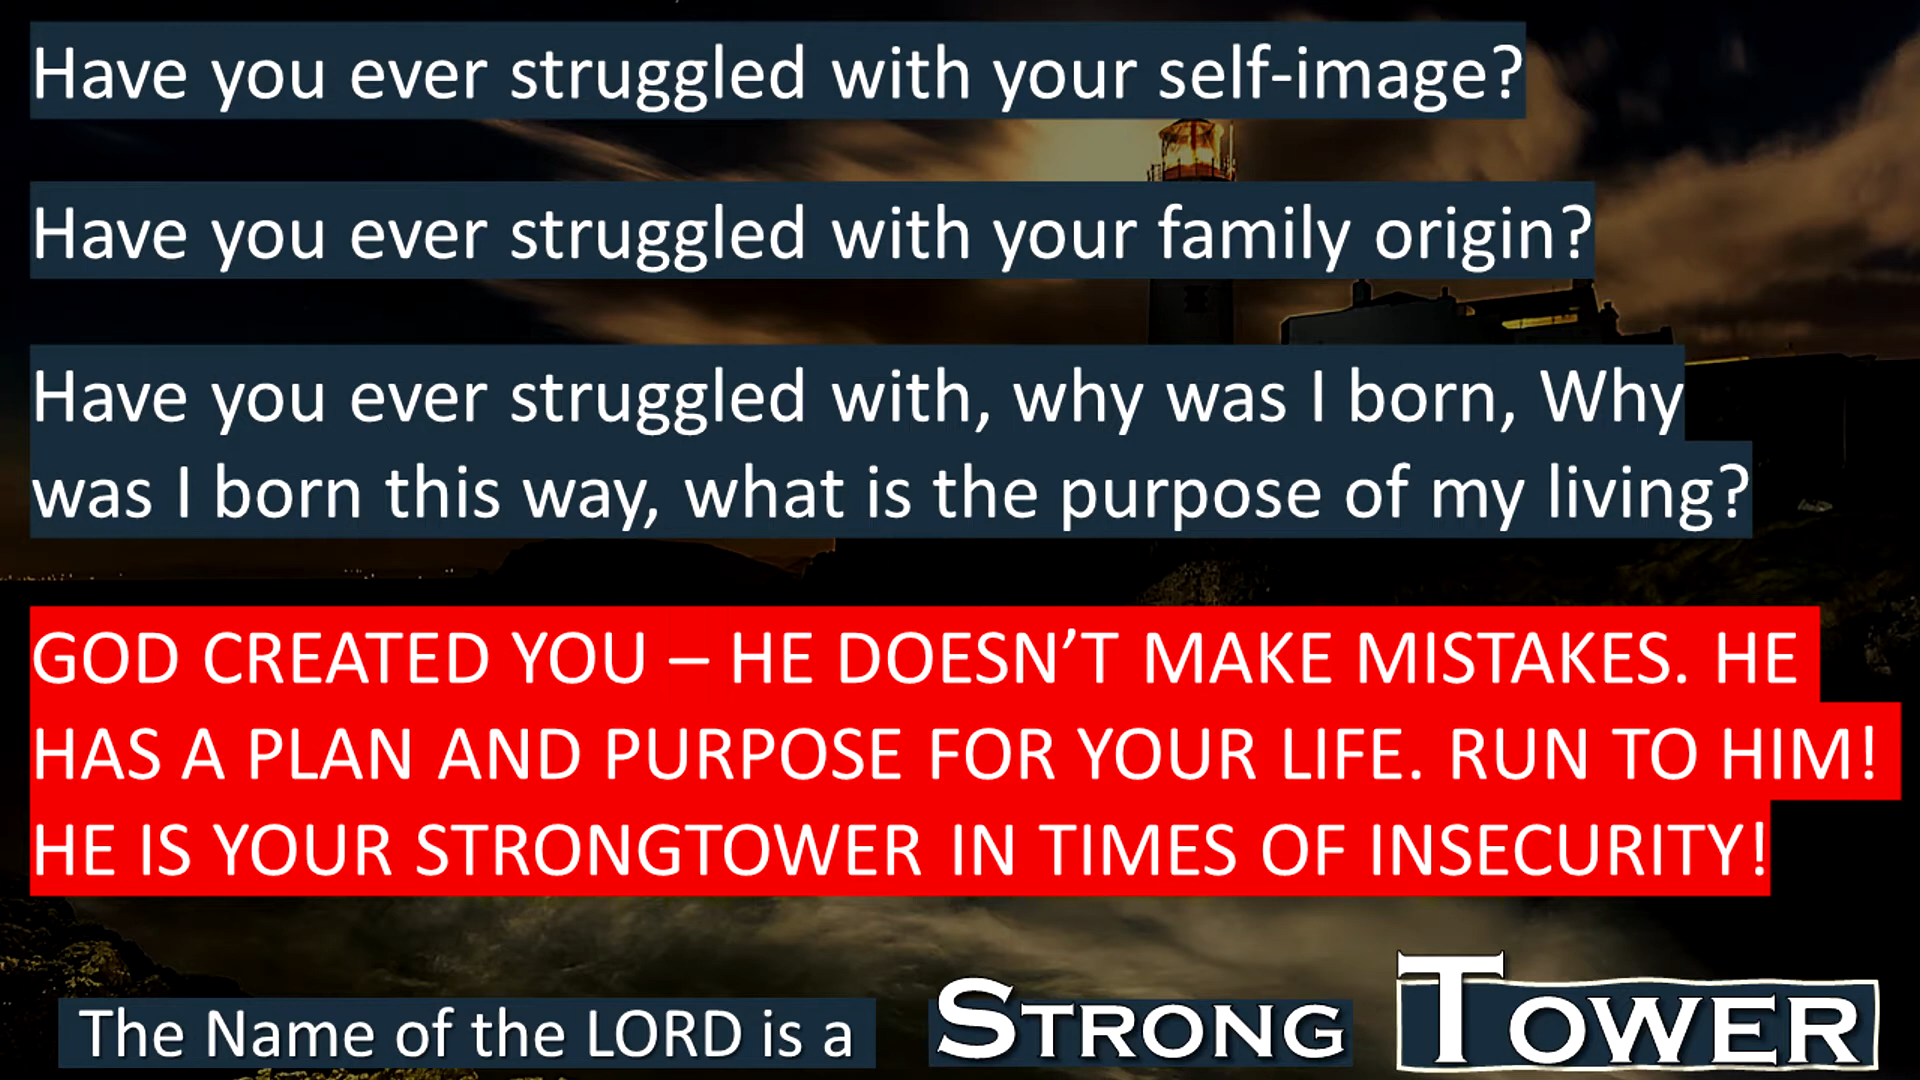 Have you ever struggled with your self-image?
Have you ever struggled with your family origin?
Have you ever struggled with, why was I born, Why
was I born this way, what is the purpose of my living?
GOD CREATED YOU – HE DOESN’T MAKE MISTAKES. HE
HAS A PLAN AND PURPOSE FOR YOUR LIFE. RUN TO HIM!
HE IS YOUR STRONGTOWER IN TIMES OF INSECURITY!
The Name of the LORD is a STRONG TOWER